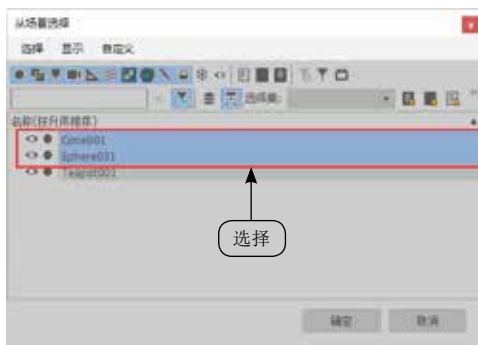 从场景选择
选择 显示 自定义
选择集:
名称(按升序排序)
Cone001
Sphere001
Teapot001
选择
确定 取消